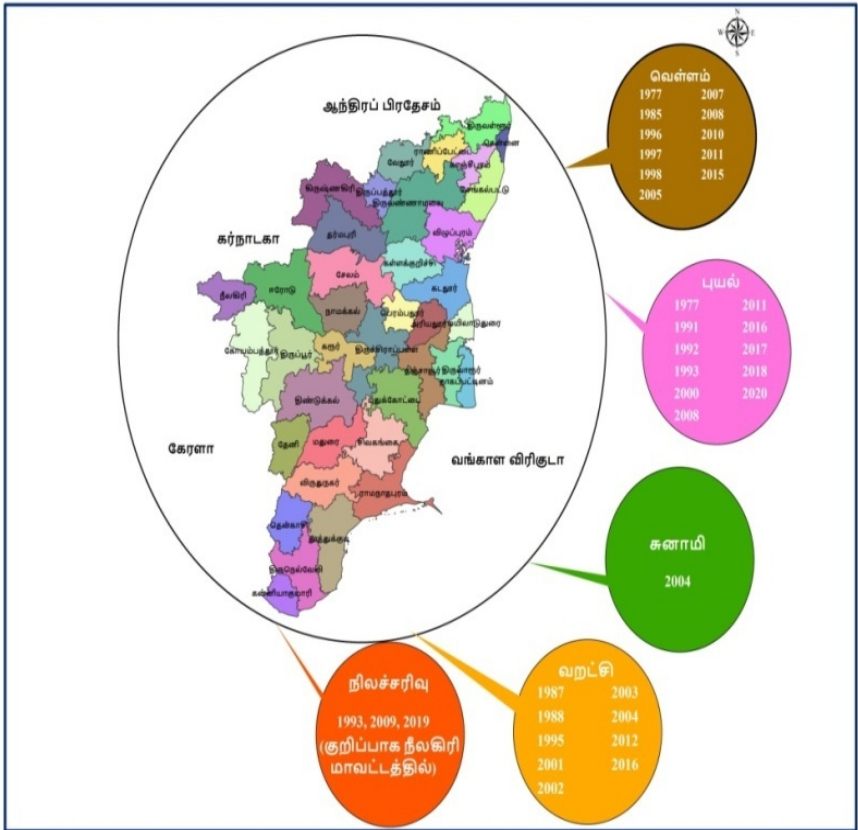 N
W E
S
வெள்ளம்
1977 2007
1985 2008
1996 2010
1997 2011
1998 2015
2005
ஆந்திரப் பிரதேசம்
திருவள்ளூர்
சென்னை
ராணிப்பேட்டை
வேலூர்
காஞ்சிபுரம்
செங்கல்பட்டு
திருப்பத்தூர்
திருவண்ணாமலை
கர்நாடகா
தர்மபுரி
விழுப்புரம்
கள்ளக்குறிச்சி
சேலம்
கடலூர்
நீலகிரி
ஈரோடு
நாமக்கல்
பெரம்பலூர்
அரியலூர்
மயிலாடுதுறை
கோயம்பத்தூர்
திருப்பூர்
கரூர்
திருச்சிராப்பள்ளி
தஞ்சாவூர்
திருவாரூர்
நாகப்பட்டினம்
திண்டுக்கல்
புதுக்கோட்டை
கேரளா
தேனி
மதுரை
சிவகங்கை
வங்காள விரிகுடா
விருதுநகர்
ராமநாதபுரம்
தென்காசி
தூத்துக்குடி
திருநெல்வேலி
கன்னியாகுமாரி
புயல்
1977 2011
1991 2016
1992 2017
1993 2018
2000 2020
2008
சுனாமி
2004
நிலச்சரிவு
1993, 2009, 2019
(குறிப்பாக நீலகிரி
மாவட்டத்தில்)
வறட்சி
1987 2003
1988 2004
1995 2012
2001 2016
2002